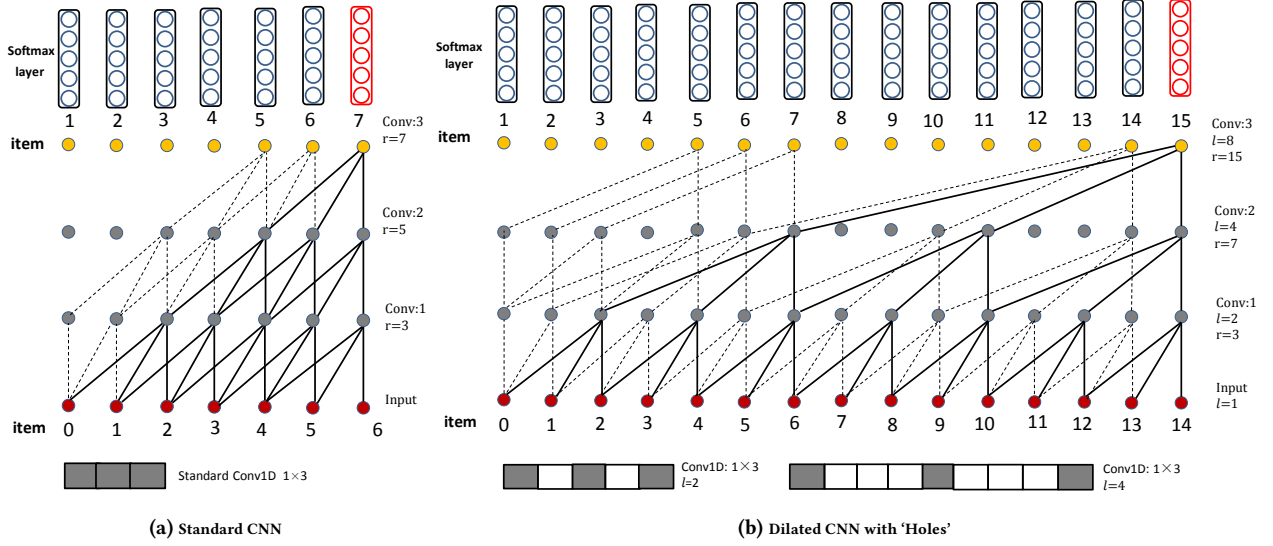 Softmax
layer
1 2 3 4 5 6 7
item
Conv:3
r=7
Conv:2
r=5
Conv:1
r=3
Input
item
0 1 2 3 4 5 6
Standard Conv1D 1×3
(a) Standard CNN
Softmax
layer
1 2 3 4 5 6 7 8 9 10 11 12 13 14 15
item
Conv:3
l=8
r=15
Conv:2
l=4
r=7
Conv:1
l=2
r=3
Input
l=1
item
0 1 2 3 4 5 6 7 8 9 10 11 12 13 14
Conv1D: 1×3
l=2
Conv1D: 1×3
l=4
(b) Dilated CNN with ‘Holes’